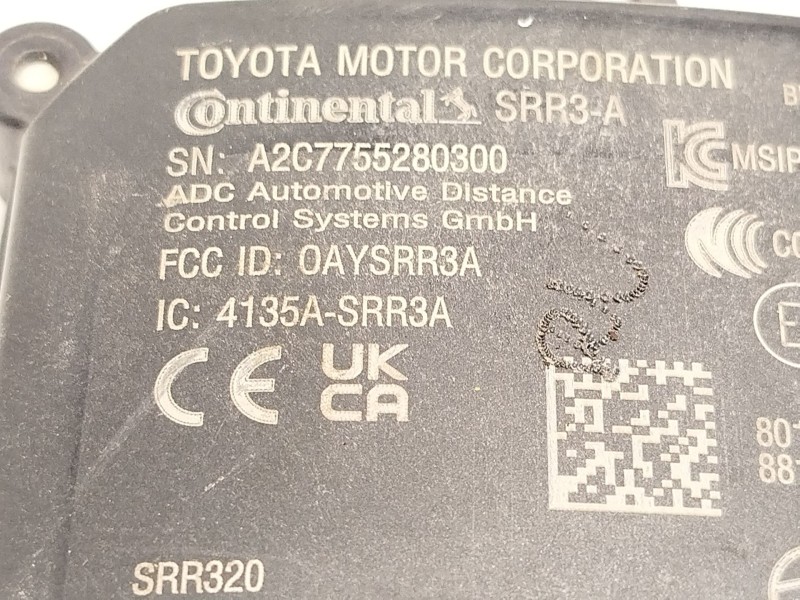 TOYOTA MOTOR CORPORATION
Continental SRR3-A
SN: A2C7755280300
ADC Automotive Distance
Control Systems GmbH
FCC ID: OAYSRR3A
IC: 4135A-SRR3A
MSIP
CE UK
CA
SRR320